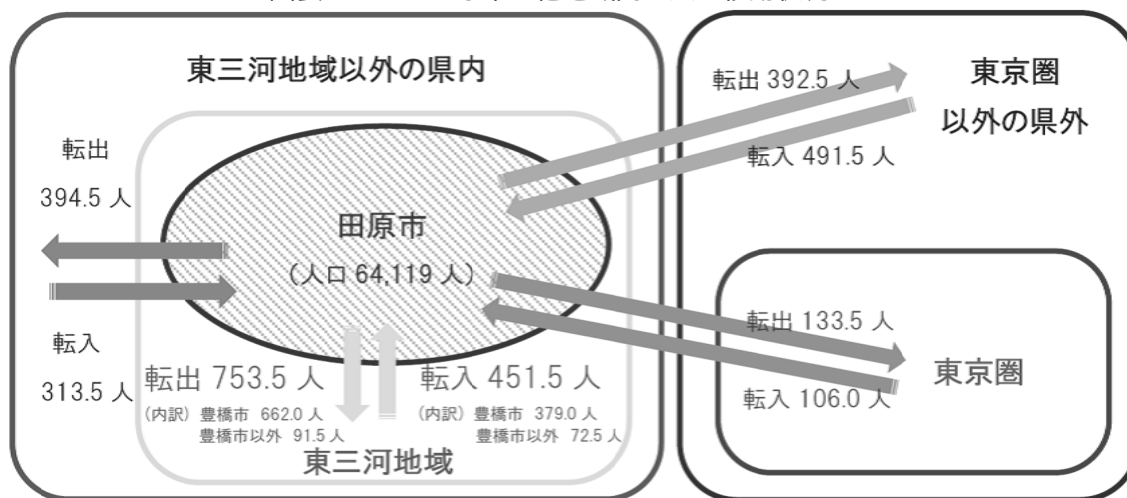 東三河地域以外の県内
転出
394.5 人
転入
313.5 人
田原市
（人口 64,119 人）
転出 753.5 人
（内訳）豊橋市 662.0 人
豊橋市以外 91.5 人
転入 451.5 人
（内訳）豊橋市 379.0 人
豊橋市以外 72.5 人
東三河地域
転出 392.5 人
転入 491.5 人
東京圏
以外の県外
転出 133.5 人
転入 106.0 人
東京圏